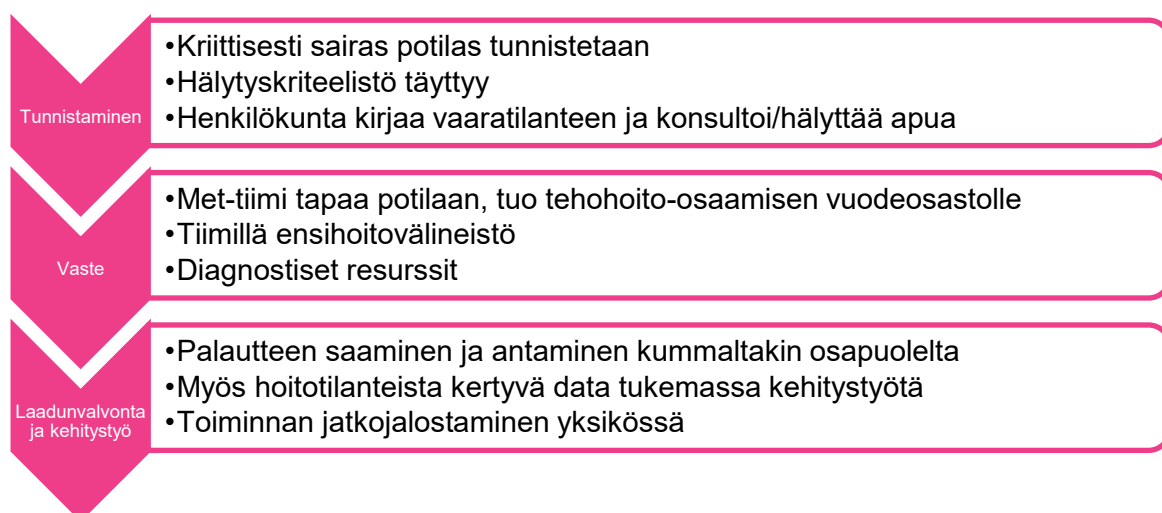 Tunnistaminen
•Kriittisesti sairas potilas tunnistetaan
•Hälytyskriteelistö täyttyy
•Henkilökunta kirjaa vaaratilanteen ja konsultoi/hälyttää apua
Vaste
•Met-tiimi tapaa potilaan, tuo tehohoito-osaamisen vuodeosastolle
•Tiimillä ensihoitovälineistö
•Diagnostiset resurssit
Laadunvalvonta
ja kehitystyö
•Palautteen saaminen ja antaminen kummaltakin osapuolelta
•Myös hoitotilanteista kertyvä data tukemassa kehitystyötä
•Toiminnan jatkojalostaminen yksikössä